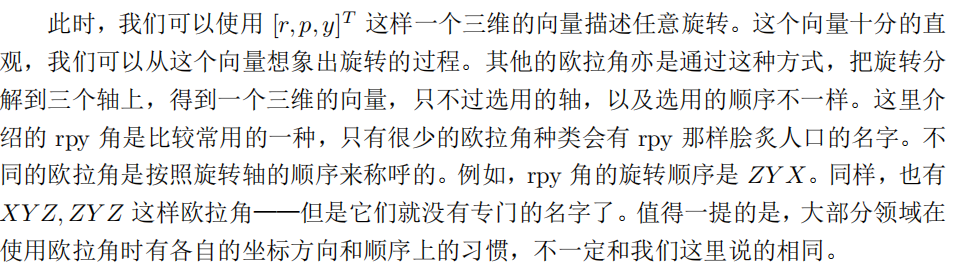 此时，我们可以使用 [r, p, y]^T 这样一个三维的向量描述任意旋转。这个向量十分的直
观，我们可以从这个向量想象出旋转的过程。其他的欧拉角亦是通过这种方式，把旋转分
解到三个轴上，得到一个三维的向量，只不过选用的轴，以及选用的顺序不一样。这里介
绍的 rpy 角是比较常用的一种，只有很少的欧拉角种类会有 rpy 那样脍炙人口的名字。不
同的欧拉角是按照旋转轴的顺序来称呼的。例如，rpy 角的旋转顺序是 ZYX。同样，也有
XYZ, ZYZ 这样欧拉角——但是它们就没有专门的名字了。值得一提的是，大部分领域在
使用欧拉角时有各自的坐标方向和顺序上的习惯，不一定和我们这里说的相同。